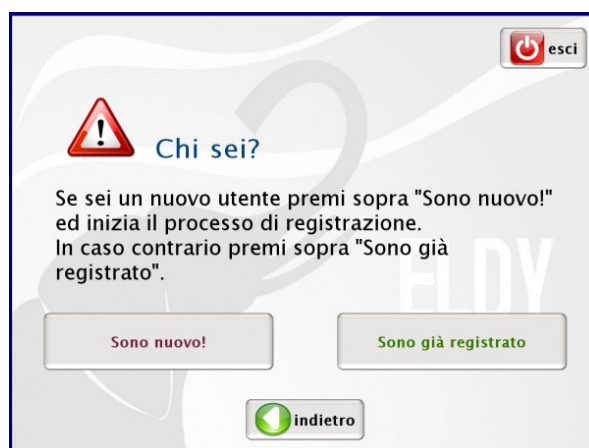 esci
Chi sei?
Se sei un nuovo utente premi sopra "Sono nuovo!"
ed inizia il processo di registrazione.
In caso contrario premi sopra "Sono già
registrato".
ELDY
Sono nuovo!
Sono già registrato
indietro